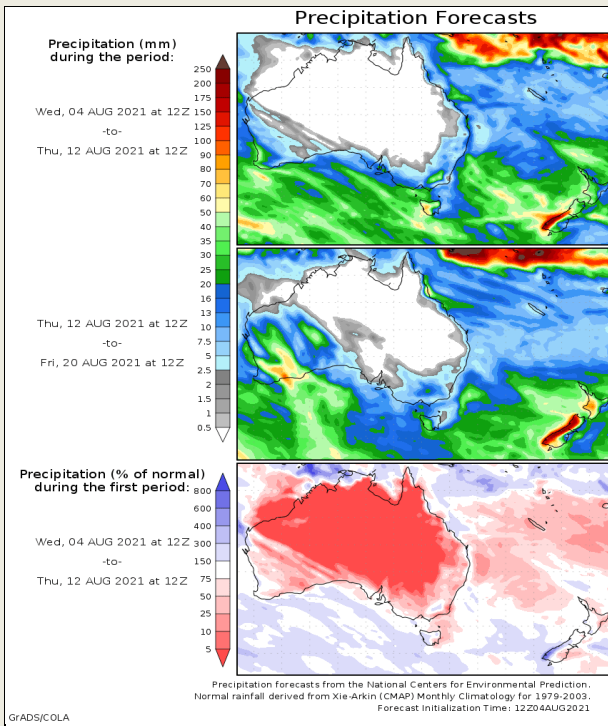 Precipitation Forecasts
Precipitation (mm)
during the period:
Wed, 04 AUG 2021 at 12Z
-to-
Thu, 12 AUG 2021 at 12Z
250
200
175
150
125
100
90
80
70
60
50
40
35
30
25
20
16
13
10
7.5
5
2.5
2
1.5
1
0.5
Thu, 12 AUG 2021 at 12Z
-to-
Fri, 20 AUG 2021 at 12Z
Precipitation (% of normal)
during the first period:
Wed, 04 AUG 2021 at 12Z
-to-
Thu, 12 AUG 2021 at 12Z
800
600
400
300
150
75
50
25
10
5
Precipitation forecasts from the National Centers for Environmental Prediction.
Normal rainfall derived from Xie-Arkin (CMAP) Monthly Climatology for 1979-2003.
Forecast Initialization Time: 12Z04AUG2021
GrADS/COLA